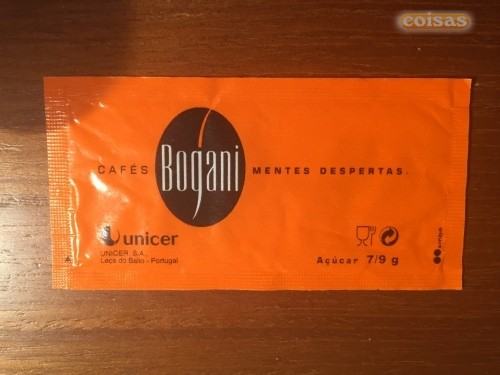 coisas
CAFÉS Bogani MENTES DESPERTAS.
unicer
UNICER S.A.
Leça do Balio - Portugal
Açúcar 7/9 g